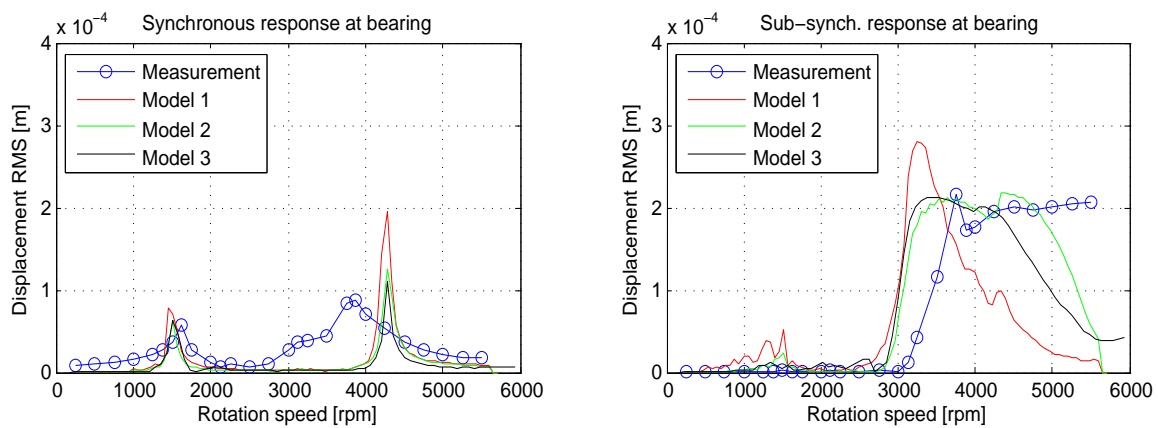 x 10⁻⁴
Synchronous response at bearing
4
3
2
1
0
Displacement RMS [m]
Measurement
Model 1
Model 2
Model 3
0 1000 2000 3000 4000 5000 6000
Rotation speed [rpm]
x 10⁻⁴
Sub−synch. response at bearing
4
3
2
1
0
Displacement RMS [m]
Measurement
Model 1
Model 2
Model 3
0 1000 2000 3000 4000 5000 6000
Rotation speed [rpm]